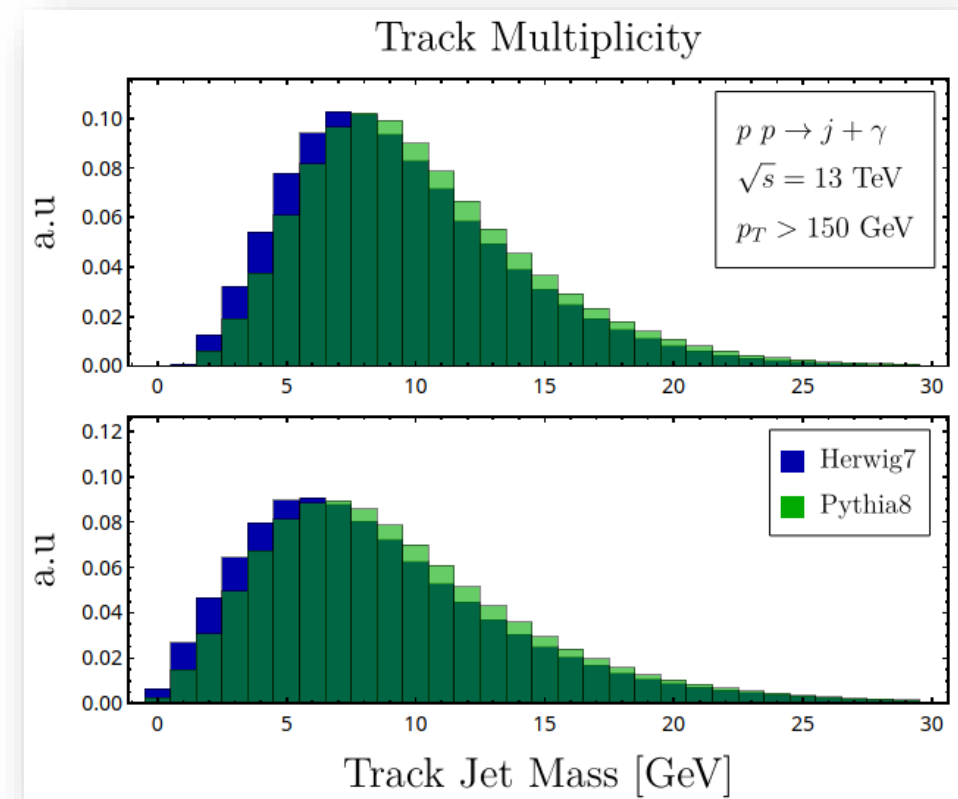 Track Multiplicity
a.u
0.10
0.08
0.06
0.04
0.02
0.00
p p → j + γ
√s = 13 TeV
p_T > 150 GeV
0 5 10 15 20 25 30
a.u
0.12
0.10
0.08
0.06
0.04
0.02
0.00
Herwig7
Pythia8
0 5 10 15 20 25 30
Track Jet Mass [GeV]